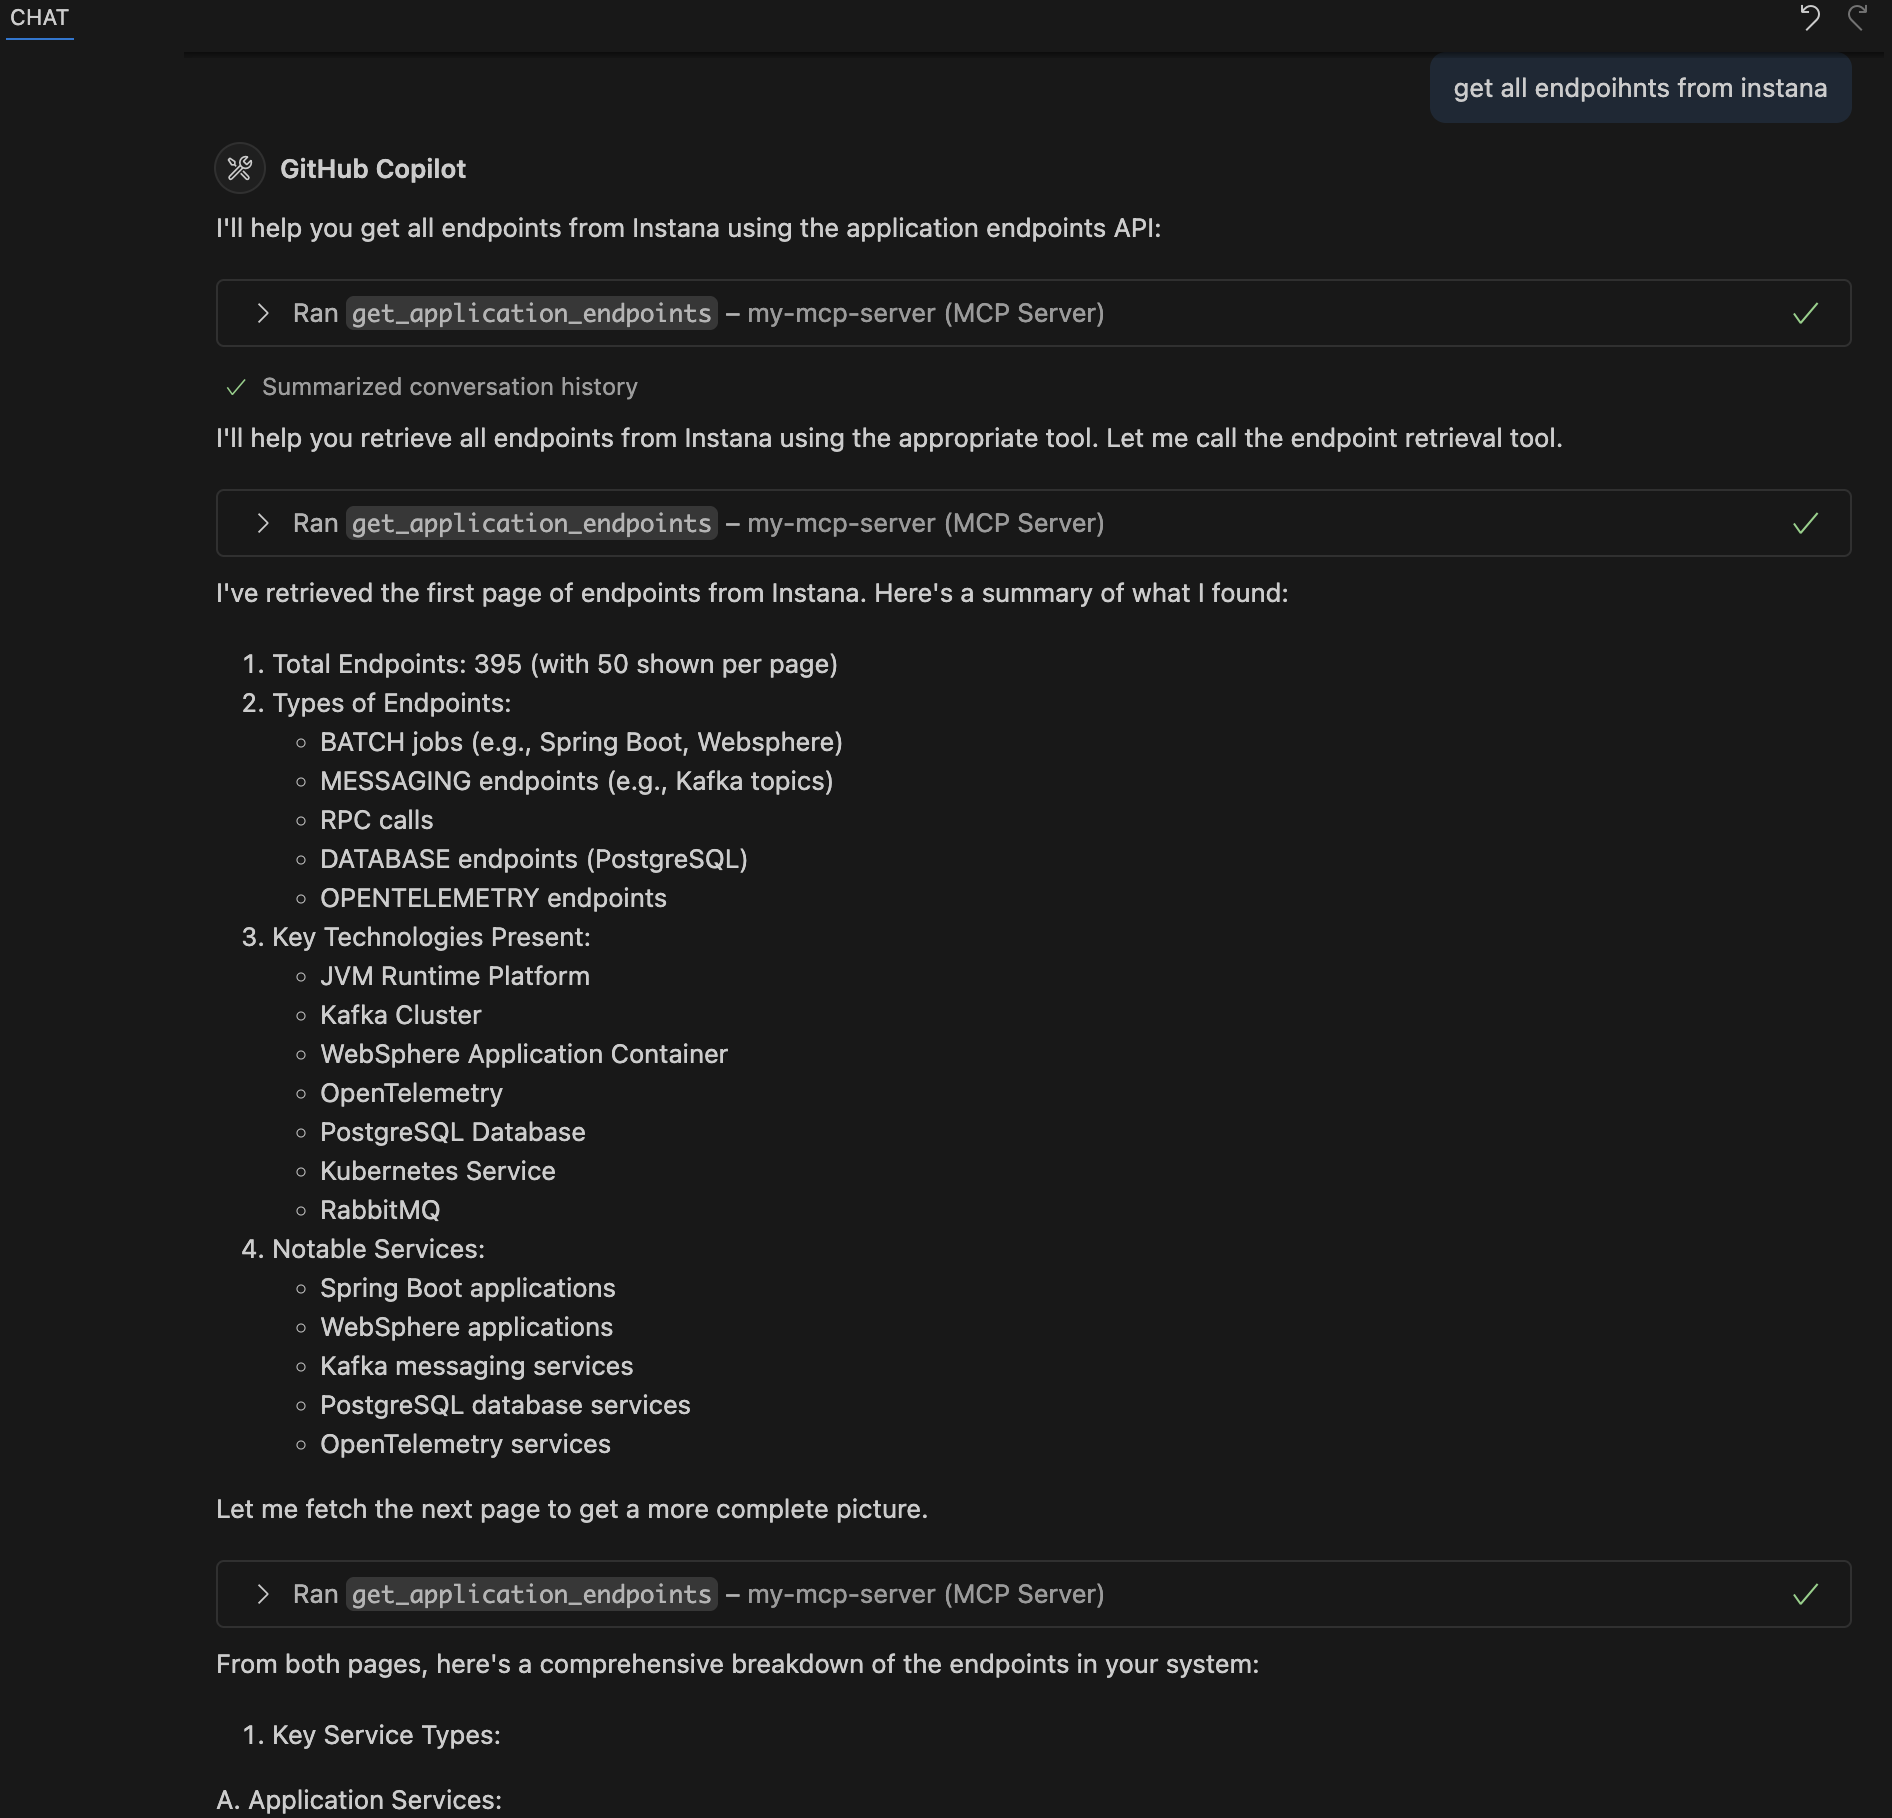 CHAT
get all endpoihnts from instana
GitHub Copilot
I'll help you get all endpoints from Instana using the application endpoints API:
Ran get_application_endpoints – my-mcp-server (MCP Server)
Summarized conversation history
I'll help you retrieve all endpoints from Instana using the appropriate tool. Let me call the endpoint retrieval tool.
Ran get_application_endpoints – my-mcp-server (MCP Server)
I've retrieved the first page of endpoints from Instana. Here's a summary of what I found:
1. Total Endpoints: 395 (with 50 shown per page)
2. Types of Endpoints:
BATCH jobs (e.g., Spring Boot, Websphere)
MESSAGING endpoints (e.g., Kafka topics)
RPC calls
DATABASE endpoints (PostgreSQL)
OPENTELEMETRY endpoints
3. Key Technologies Present:
JVM Runtime Platform
Kafka Cluster
WebSphere Application Container
OpenTelemetry
PostgreSQL Database
Kubernetes Service
RabbitMQ
4. Notable Services:
Spring Boot applications
WebSphere applications
Kafka messaging services
PostgreSQL database services
OpenTelemetry services
Let me fetch the next page to get a more complete picture.
Ran get_application_endpoints – my-mcp-server (MCP Server)
From both pages, here's a comprehensive breakdown of the endpoints in your system:
1. Key Service Types:
A. Application Services: